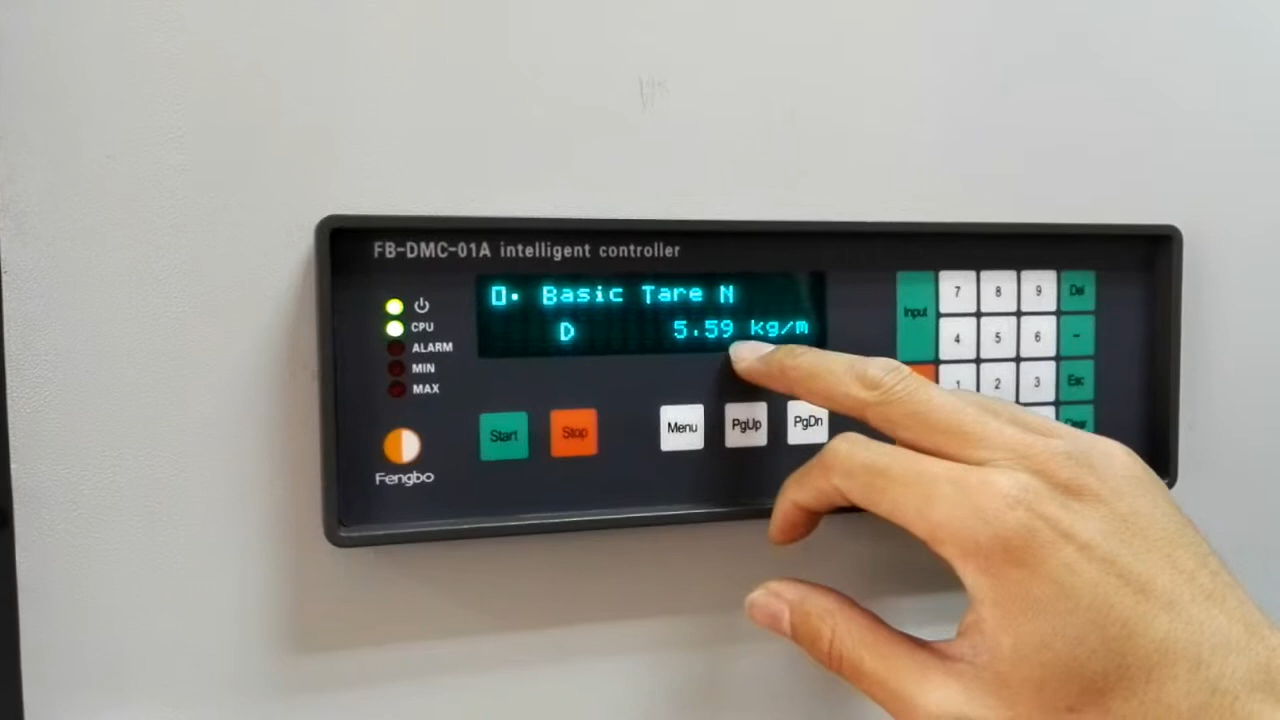 FB-DMC-01A intelligent controller
Basic Tare N
D 5.59 kg/m
CPU
ALARM
MIN
MAX
Fengbo
Start
Stop
Menu
PgUp
PgDn
Input
7
8
9
Del
4
5
6
-
1
2
3
Esc